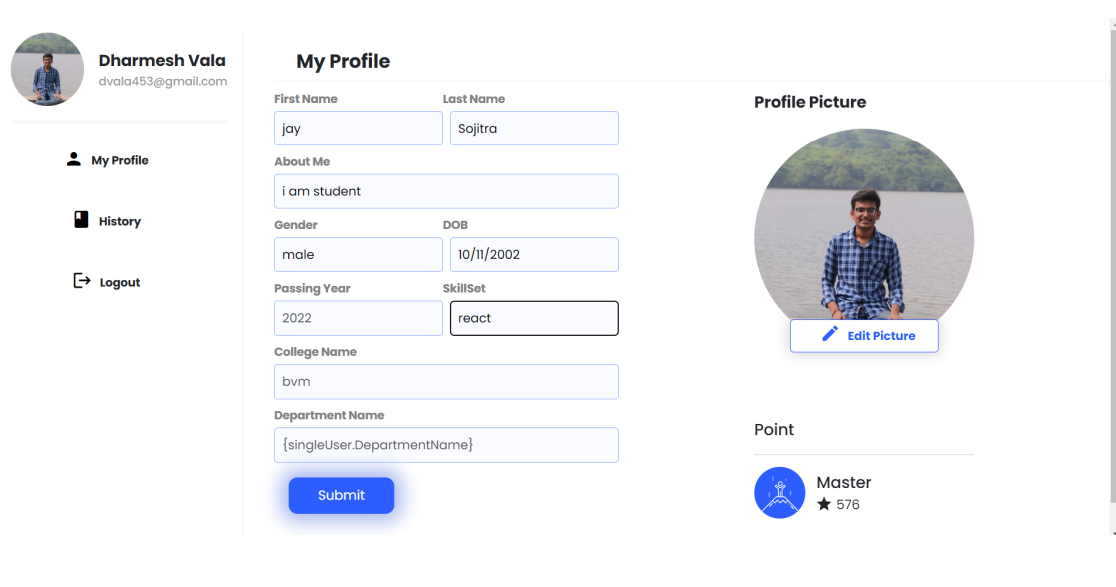 Dharmesh Vala
dvala453@gmail.com
My Profile
History
Logout
My Profile
First Name Last Name
jay Sojitra
About Me
i am student
Gender DOB
male 10/11/2002
Passing Year SkillSet
2022 react
College Name
bvm
Department Name
{singleUser.DepartmentName}
Submit
Profile Picture
Edit Picture
Point
Master
576